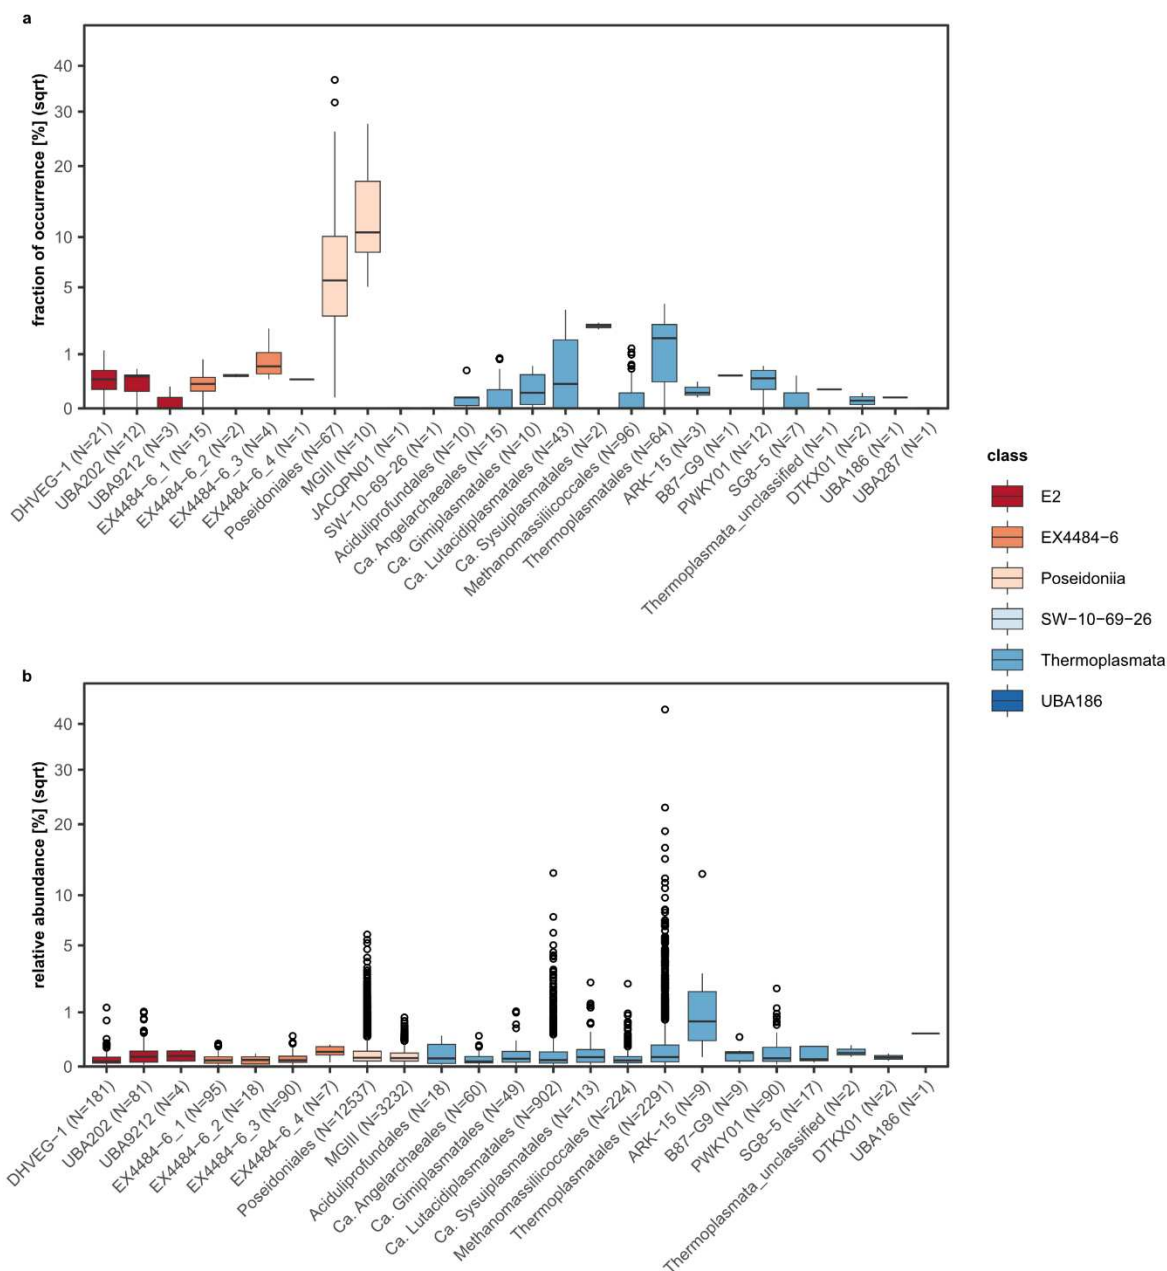 a
fraction of occurrence [%] (sqrt)
40
30
20
10
5
1
0
DHVEG−1 (N=21)
UBA202 (N=12)
UBA9212 (N=3)
EX4484−6_1 (N=15)
EX4484−6_2 (N=2)
EX4484−6_3 (N=4)
EX4484−6_4 (N=1)
Poseidoniales (N=67)
MGIII (N=10)
JACQPN01 (N=1)
SW−10−69−26 (N=1)
Aciduliprofundales (N=10)
Ca. Angelarchaeales (N=15)
Ca. Gimiplasmatales (N=10)
Ca. Lutacidiplasmatales (N=43)
Ca. Sysuiplasmatales (N=2)
Methanomassiliicoccales (N=96)
Thermoplasmatales (N=64)
ARK−15 (N=3)
B87−G9 (N=1)
PWKY01 (N=12)
SG8−5 (N=7)
Thermoplasmata_unclassified (N=1)
DTKX01 (N=2)
UBA186 (N=1)
UBA287 (N=1)
class
E2
EX4484−6
Poseidoniia
SW−10−69−26
Thermoplasmata
UBA186
b
relative abundance [%] (sqrt)
40
30
20
10
5
1
0
DHVEG−1 (N=181)
UBA202 (N=81)
UBA9212 (N=4)
EX4484−6_1 (N=95)
EX4484−6_2 (N=18)
EX4484−6_3 (N=90)
EX4484−6_4 (N=7)
Poseidoniales (N=12537)
MGIII (N=3232)
Aciduliprofundales (N=18)
Ca. Angelarchaeales (N=60)
Ca. Gimiplasmatales (N=49)
Ca. Lutacidiplasmatales (N=902)
Ca. Sysuiplasmatales (N=113)
Methanomassiliicoccales (N=224)
Thermoplasmatales (N=2291)
ARK−15 (N=9)
B87−G9 (N=9)
PWKY01 (N=90)
SG8−5 (N=17)
Thermoplasmata_unclassified (N=2)
DTKX01 (N=2)
UBA186 (N=1)